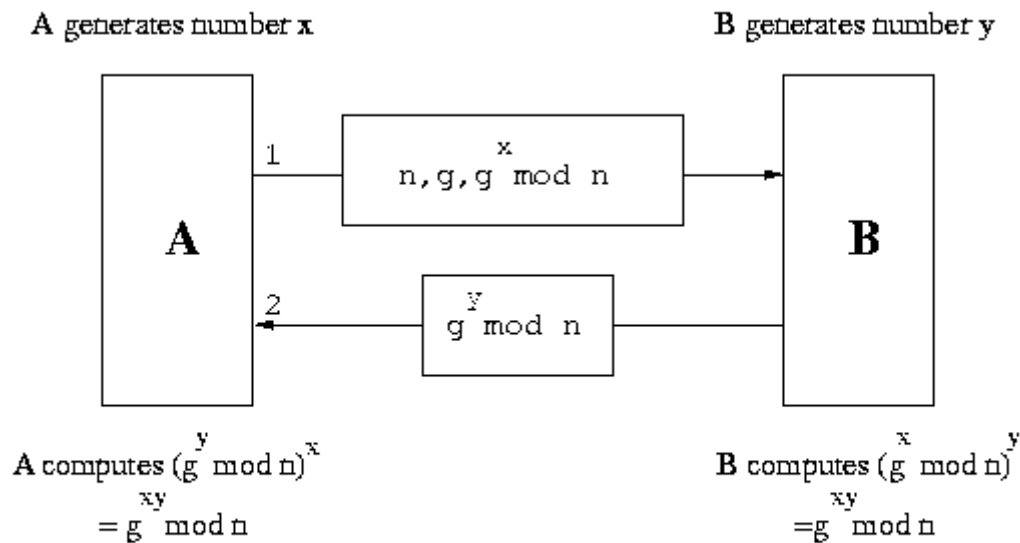 A generates number x
B generates number y
1
n,g,g^x mod n
A
B
2
g^y mod n
A computes (g^y mod n)^x
= g^xy mod n
B computes (g^x mod n)^y
=g^xy mod n